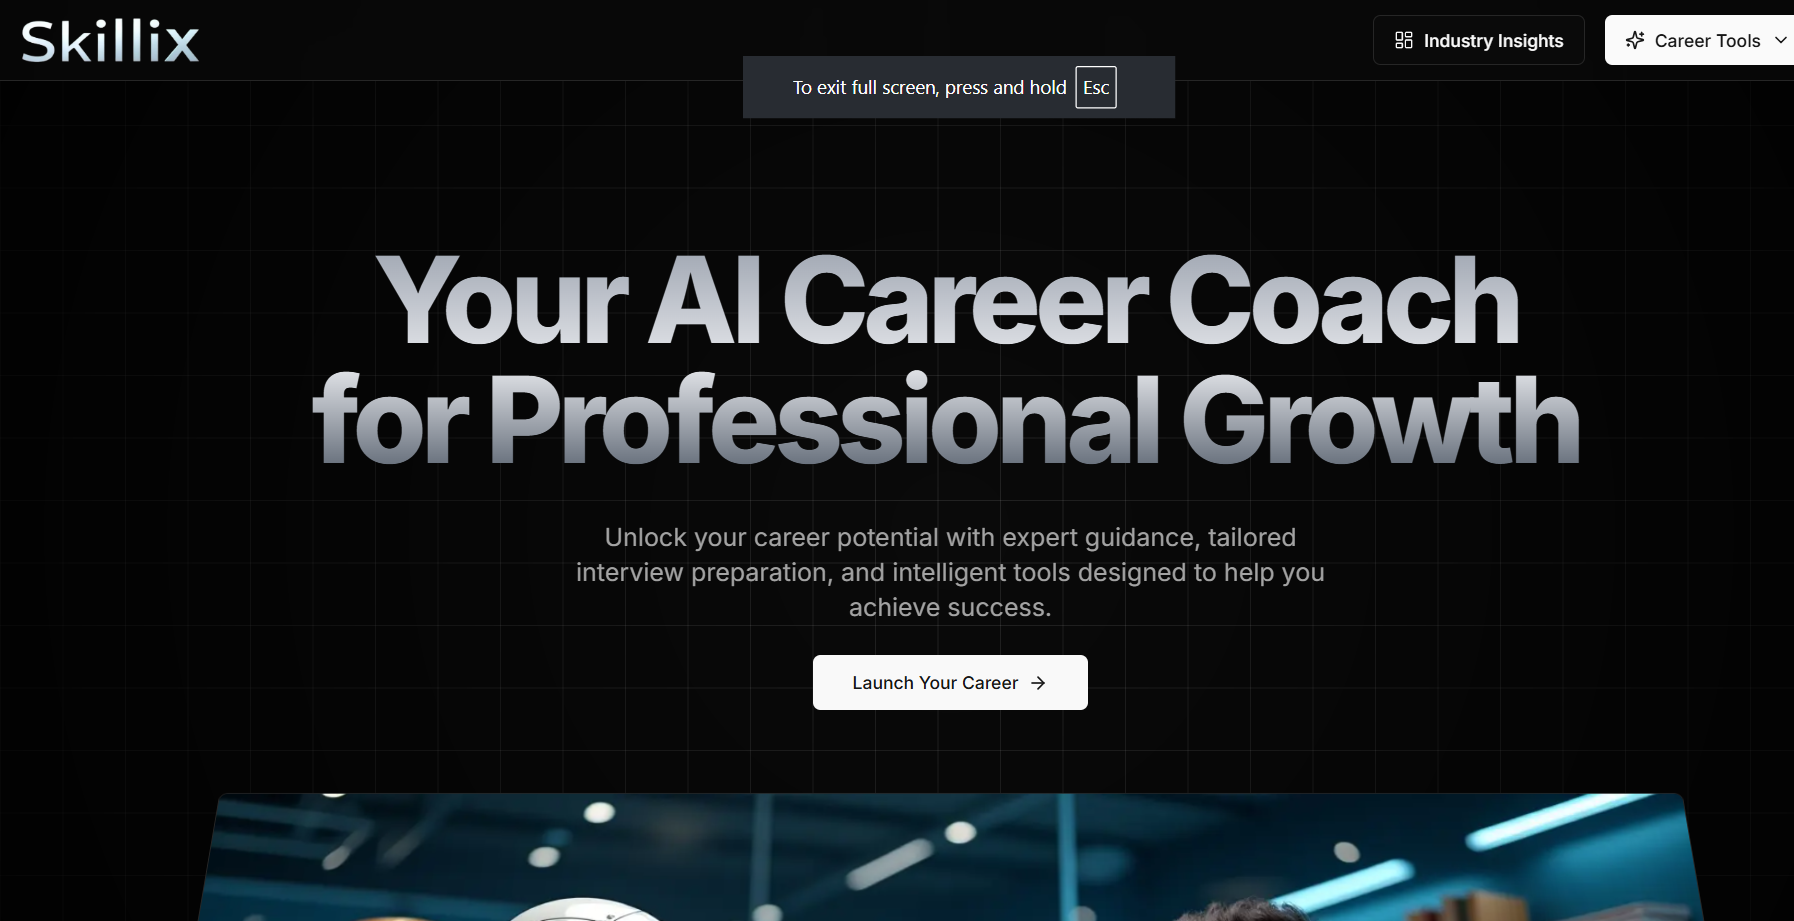 Skillix
Industry Insights
Career Tools
To exit full screen, press and hold Esc
Your AI Career Coach
for Professional Growth
Unlock your career potential with expert guidance, tailored
interview preparation, and intelligent tools designed to help you
achieve success.
Launch Your Career